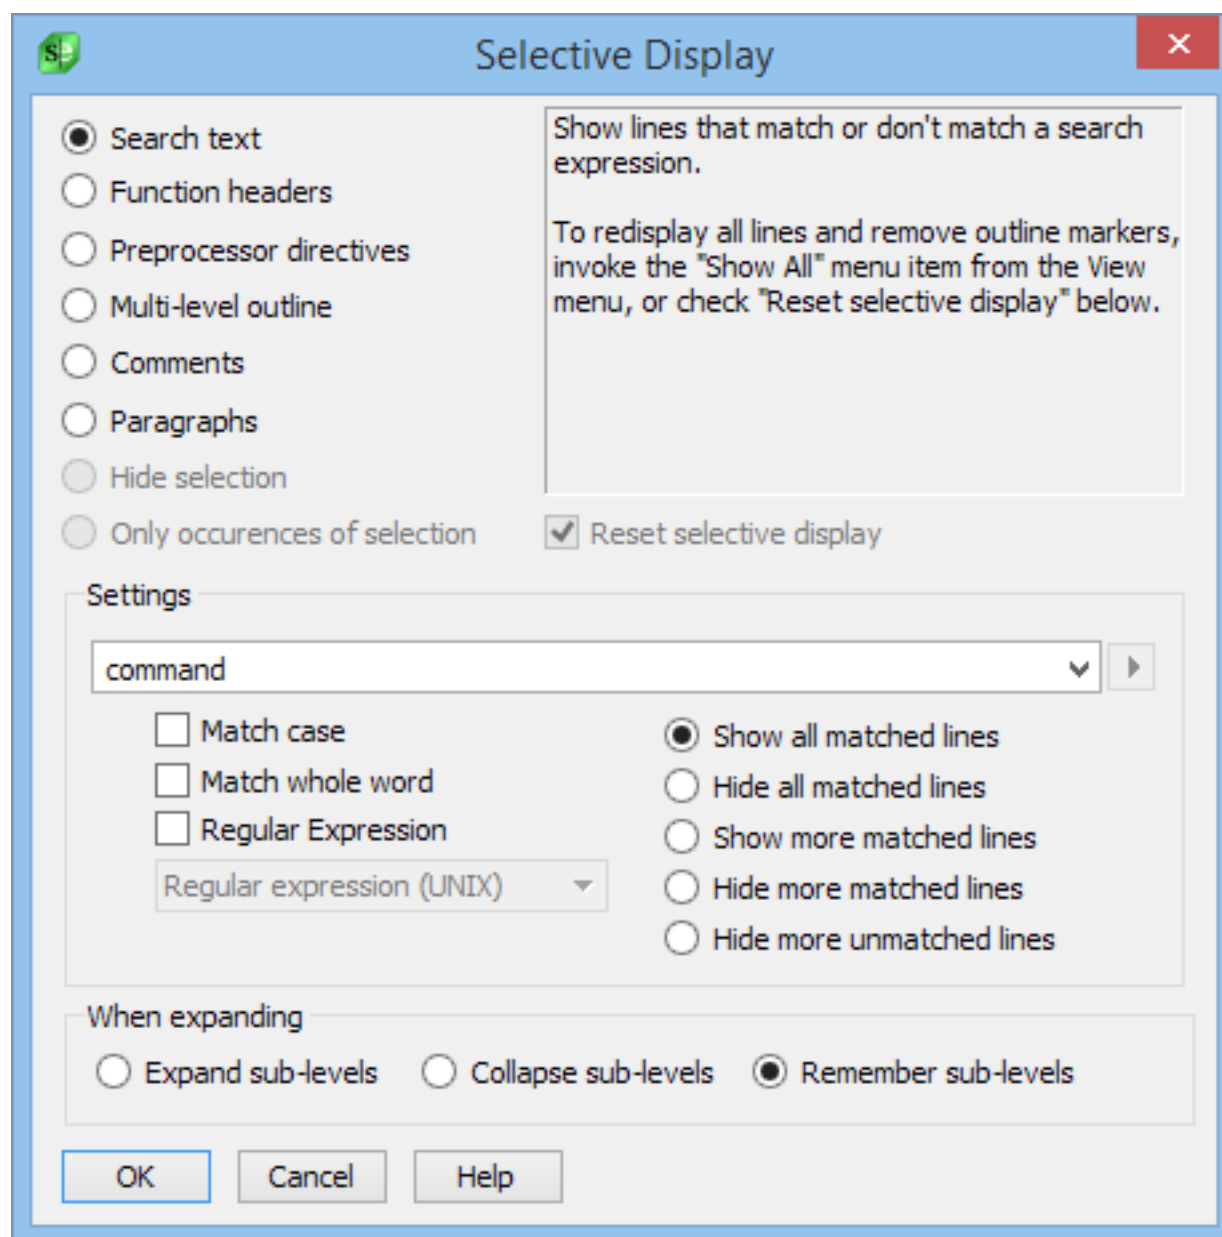 Selective Display
Search text
Function headers
Preprocessor directives
Multi-level outline
Comments
Paragraphs
Hide selection
Only occurences of selection
Show lines that match or don't match a search
expression.
To redisplay all lines and remove outline markers,
invoke the "Show All" menu item from the View
menu, or check "Reset selective display" below.
Reset selective display
Settings
command
Match case
Match whole word
Regular Expression
Regular expression (UNIX)
Show all matched lines
Hide all matched lines
Show more matched lines
Hide more matched lines
Hide more unmatched lines
When expanding
Expand sub-levels
Collapse sub-levels
Remember sub-levels
OK
Cancel
Help